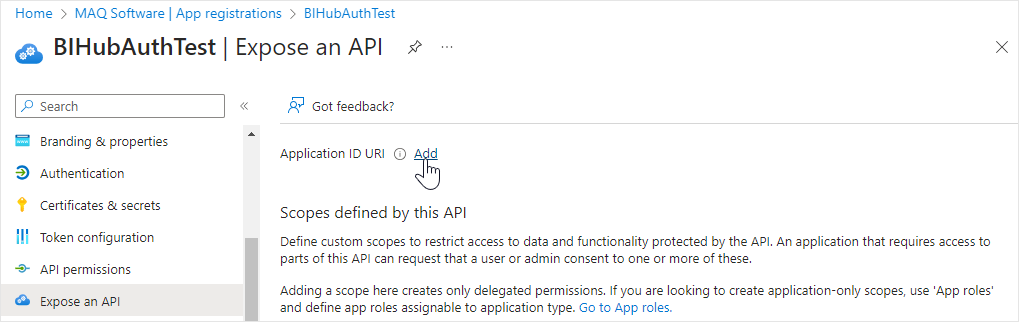 Home > MAQ Software | App registrations > BIHubAuthTest
BIHubAuthTest | Expose an API
Search
Got feedback?
Branding & properties
Application ID URI Add
Authentication
Certificates & secrets
Scopes defined by this API
Token configuration
Define custom scopes to restrict access to data and functionality protected by the API. An application that requires access to
parts of this API can request that a user or admin consent to one or more of these.
API permissions
Expose an API
Adding a scope here creates only delegated permissions. If you are looking to create application-only scopes, use 'App roles'
and define app roles assignable to application type. Go to App roles.